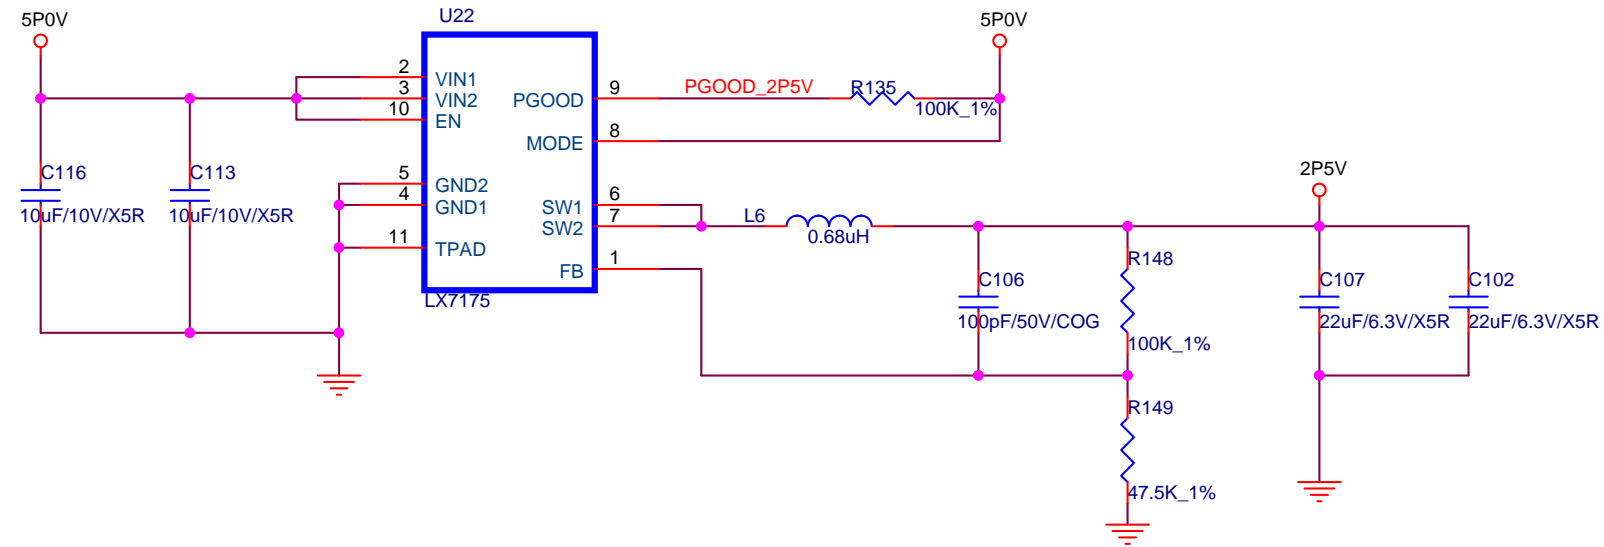 5P0V
U22
5P0V
2
VIN1
3
VIN2
10
EN
PGOOD
9
PGOOD_2P5V
R135
100K_1%
MODE
8
C116
10uF/10V/X5R
C113
10uF/10V/X5R
5
GND2
4
GND1
11
TPAD
SW1
6
SW2
7
FB
1
LX7175
L6
0.68uH
2P5V
C106
100pF/50V/COG
R148
100K_1%
C107
22uF/6.3V/X5R
C102
22uF/6.3V/X5R
R149
47.5K_1%